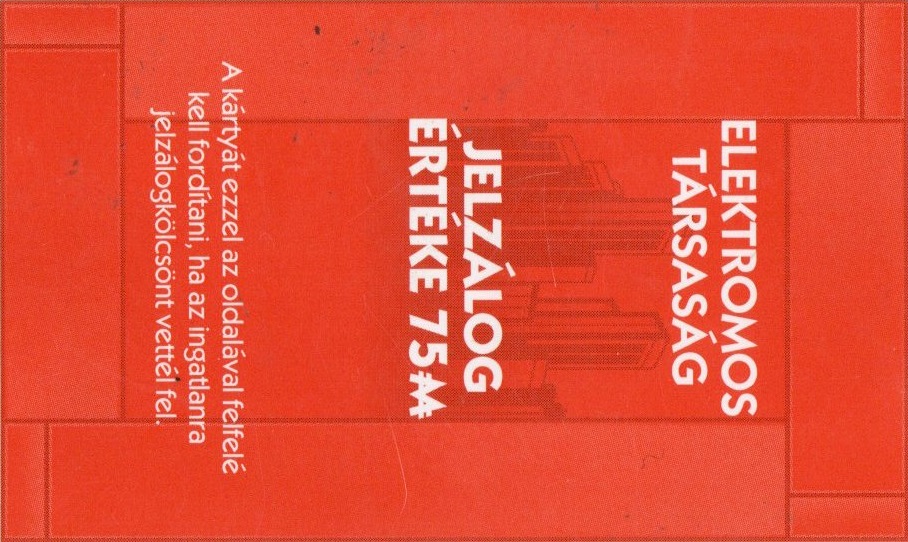 ELEKTROMOS
TÁRSASÁG
JELZÁLOG
ÉRTÉKE 75₩
A kártyát ezzel az oldalával felfelé
kell fordítani, ha az ingatlanra
jelzálogkölcsönt vettél fel.